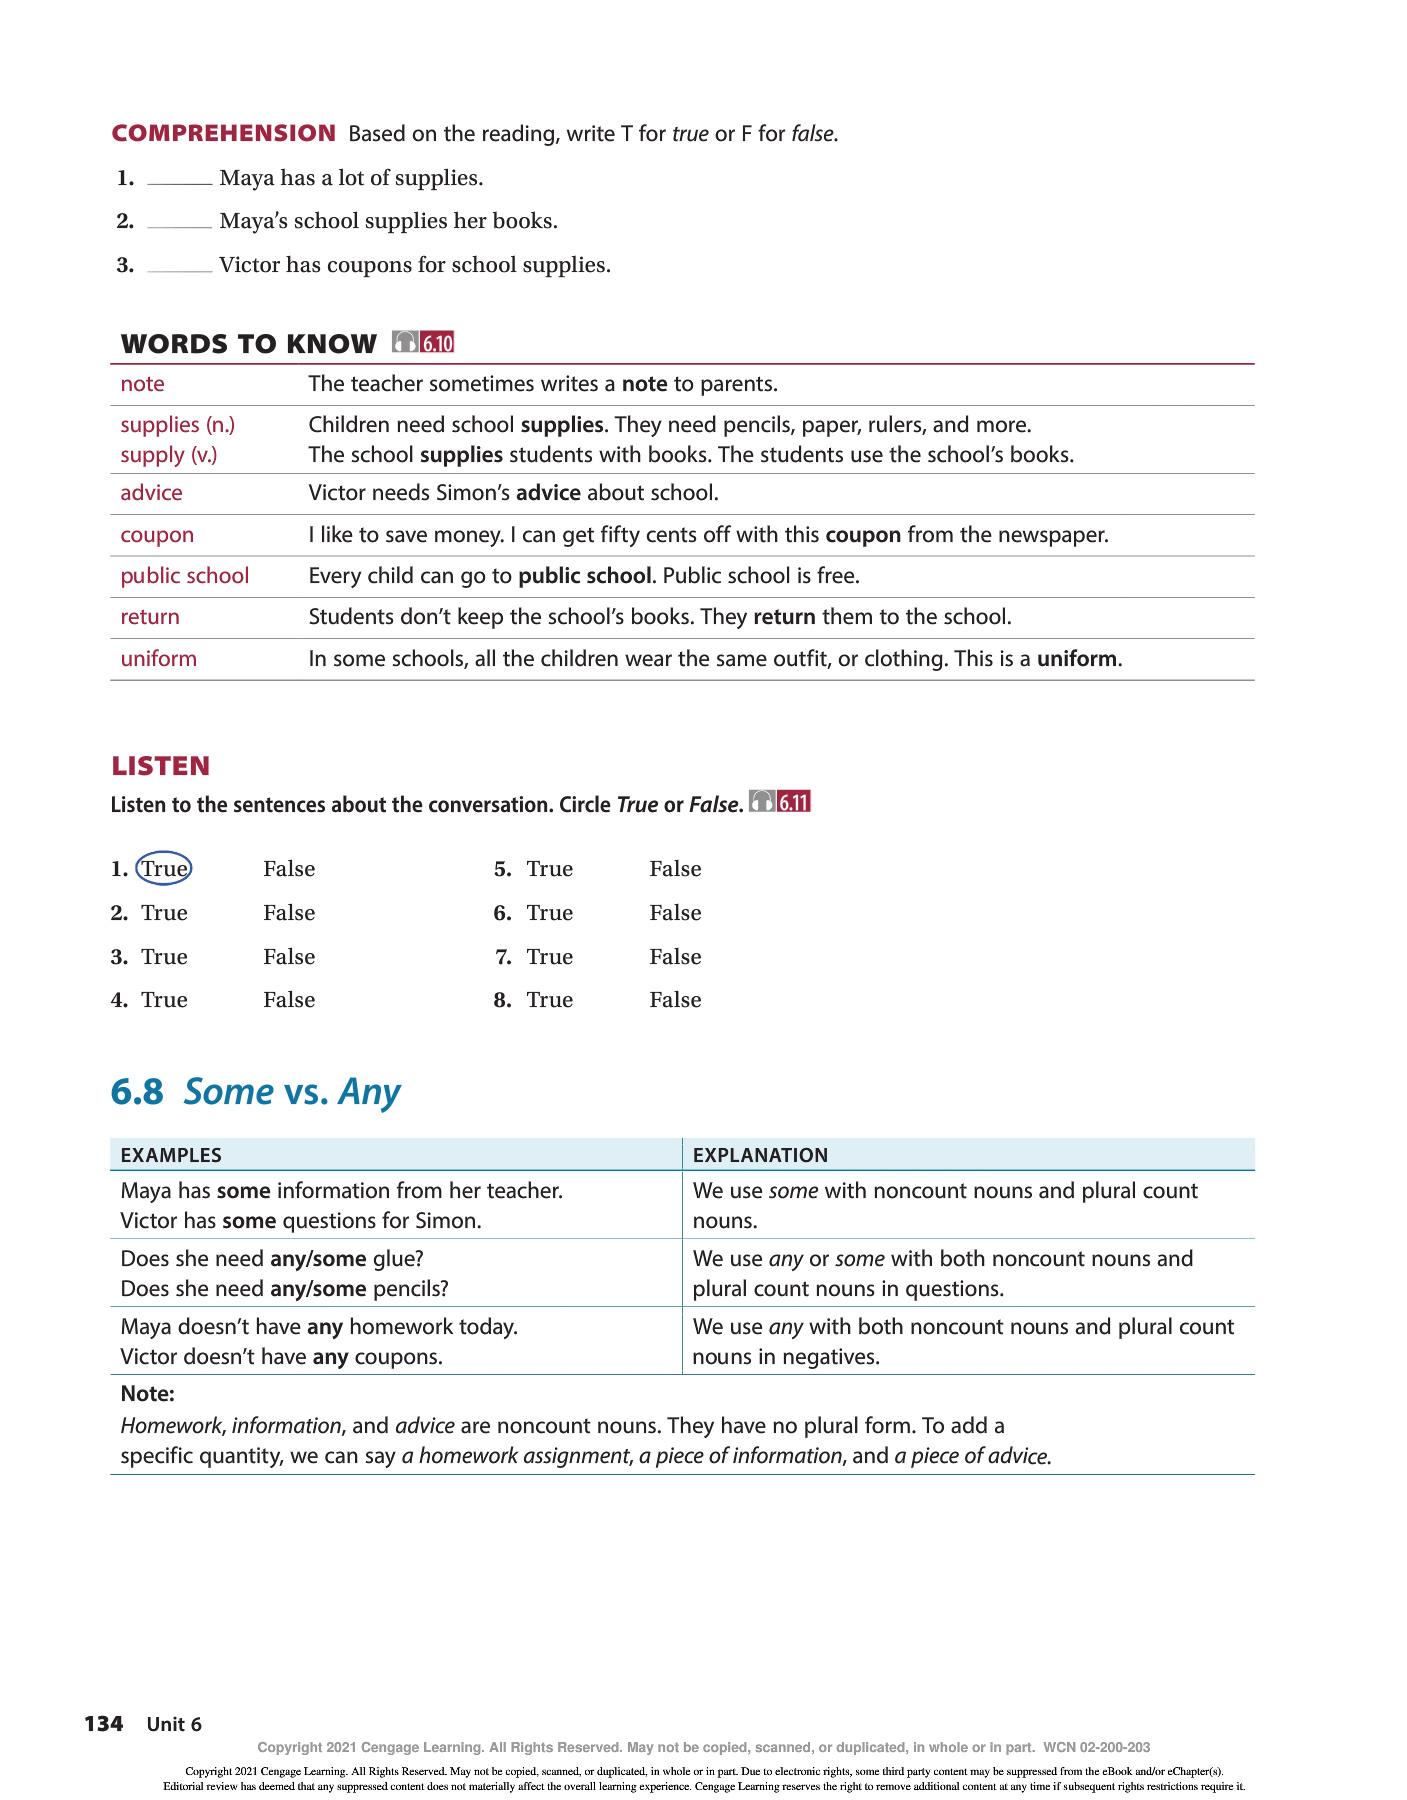 COMPREHENSION Based on the reading, write T for true or F for false.
1. ______ Maya has a lot of supplies.
2. ______ Maya’s school supplies her books.
3. ______ Victor has coupons for school supplies.
WORDS TO KNOW 6.10
note The teacher sometimes writes a note to parents.
supplies (n.) Children need school supplies. They need pencils, paper, rulers, and more.
supply (v.) The school supplies students with books. The students use the school’s books.
advice Victor needs Simon’s advice about school.
coupon I like to save money. I can get fifty cents off with this coupon from the newspaper.
public school Every child can go to public school. Public school is free.
return Students don’t keep the school’s books. They return them to the school.
uniform In some schools, all the children wear the same outfit, or clothing. This is a uniform.
LISTEN
Listen to the sentences about the conversation. Circle True or False. 6.11
1. True False 5. True False
2. True False 6. True False
3. True False 7. True False
4. True False 8. True False
6.8 Some vs. Any
EXAMPLES EXPLANATION
Maya has some information from her teacher. We use some with noncount nouns and plural count
Victor has some questions for Simon. nouns.
Does she need any/some glue? We use any or some with both noncount nouns and
Does she need any/some pencils? plural count nouns in questions.
Maya doesn’t have any homework today. We use any with both noncount nouns and plural count
Victor doesn’t have any coupons. nouns in negatives.
Note:
Homework, information, and advice are noncount nouns. They have no plural form. To add a
specific quantity, we can say a homework assignment, a piece of information, and a piece of advice.
134 Unit 6
Copyright 2021 Cengage Learning. All Rights Reserved. May not be copied, scanned, or duplicated, in whole or in part. WCN 02-200-203
Copyright 2021 Cengage Learning. All Rights Reserved. May not be copied, scanned, or duplicated, in whole or in part. Due to electronic rights, some third party content may be suppressed from the eBook and/or eChapter(s).
Editorial review has deemed that any suppressed content does not materially affect the overall learning experience. Cengage Learning reserves the right to remove additional content at any time if subsequent rights restrictions require it.